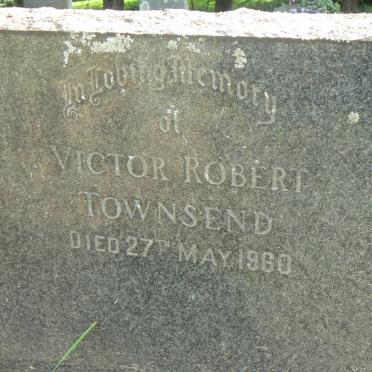 In Loving Memory
of
VICTOR ROBERT
TOWNSEND
DIED 27TH MAY 1960